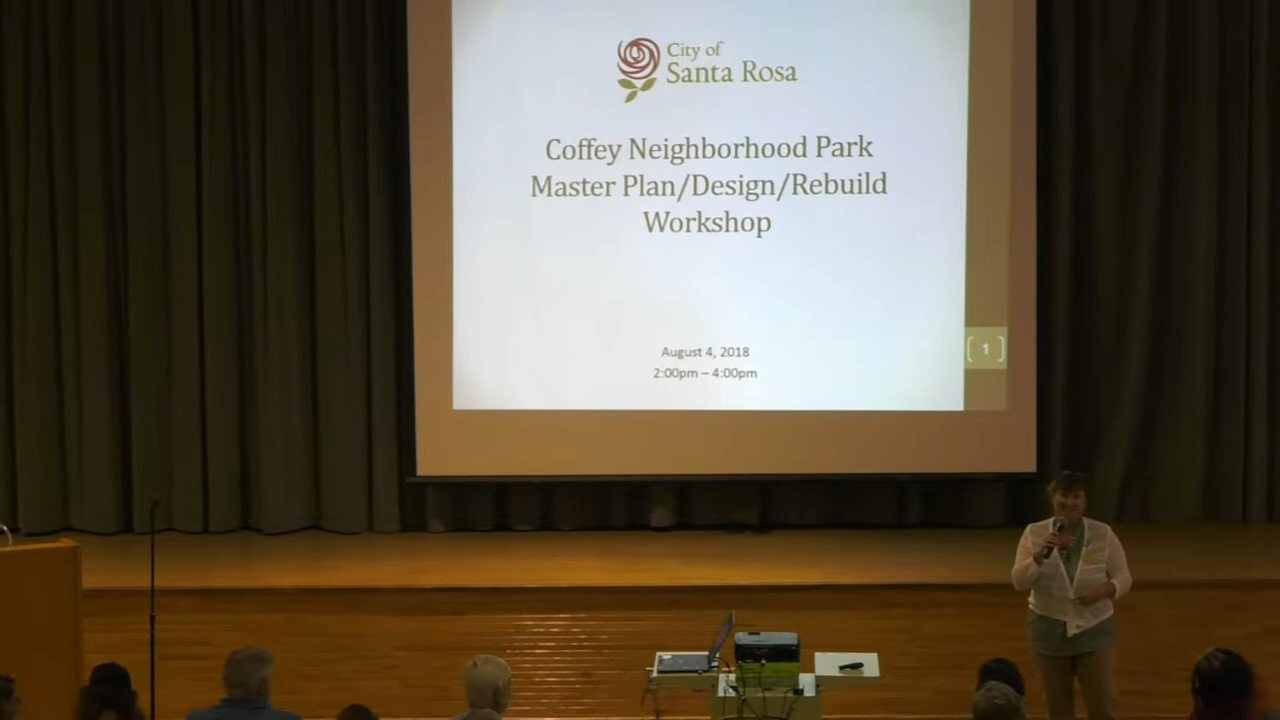 City of
Santa Rosa
Coffey Neighborhood Park
Master Plan/Design/Rebuild
Workshop
August 4, 2018
2:00pm – 4:00pm
1